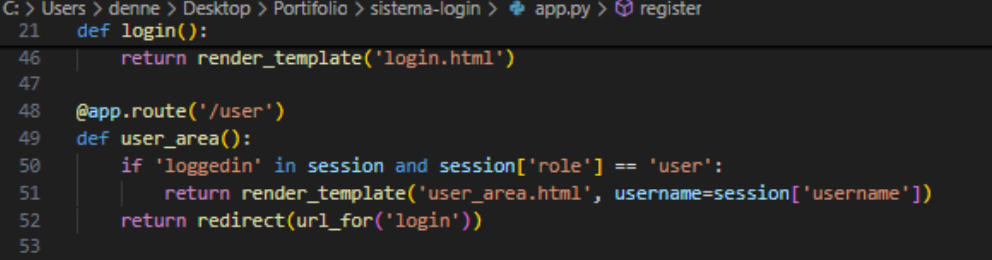 C: > Users > denne > Desktop > Portifolio > sistema-login > app.py > register
21 def login():
46 return render_template('login.html')
47
48 @app.route('/user')
49 def user_area():
50 if 'loggedin' in session and session['role'] == 'user':
51 return render_template('user_area.html', username=session['username'])
52 return redirect(url_for('login'))
53